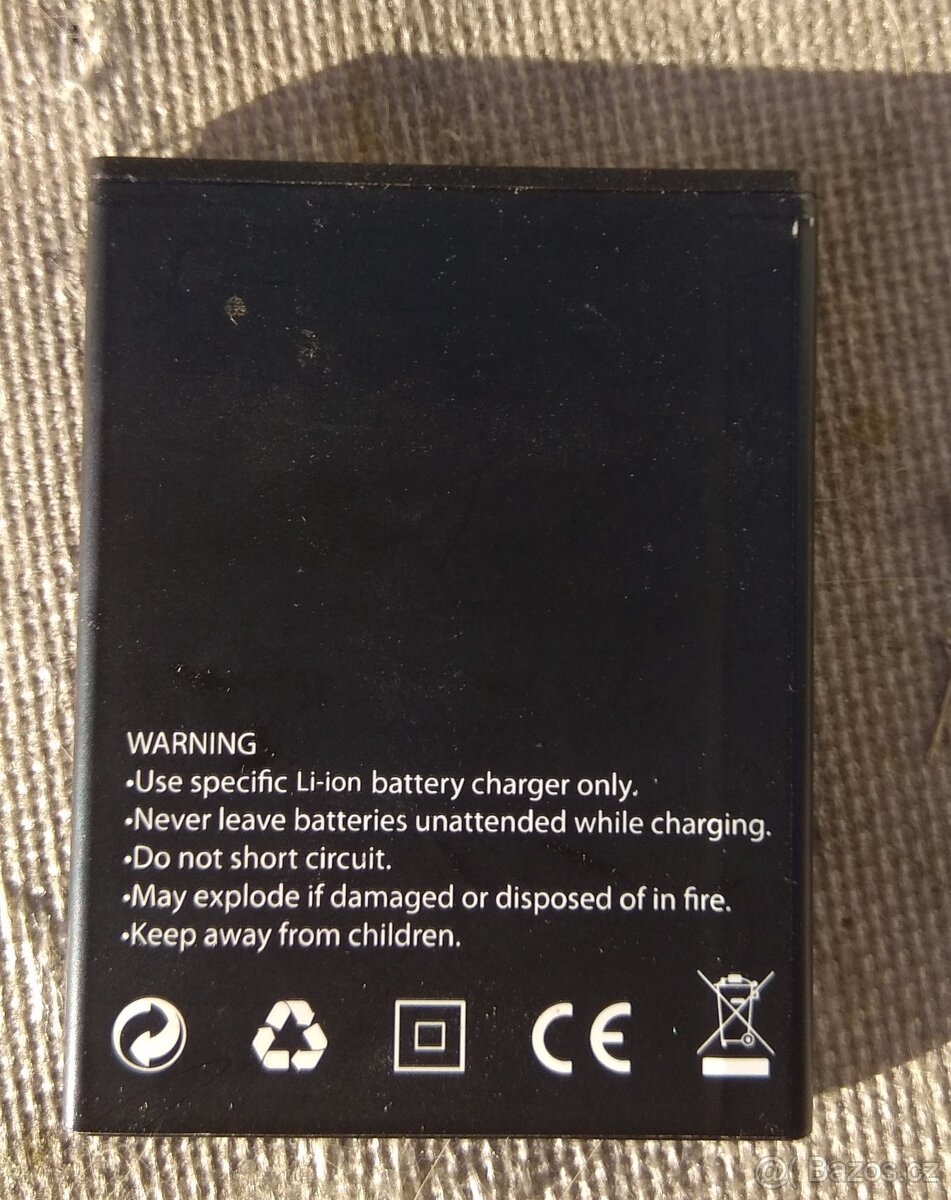 WARNING
•Use specific Li-ion battery charger only.
•Never leave batteries unattended while charging.
•Do not short circuit.
•May explode if damaged or disposed of in fire.
•Keep away from children.
CE
Bazos.cz